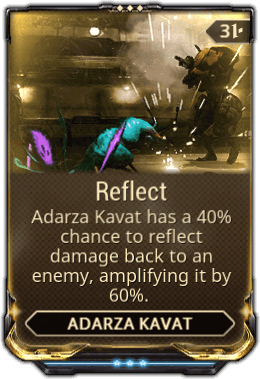 31
Reflect
Adarza Kavat has a 40%
chance to reflect
damage back to an
enemy, amplifying it by
60%.
ADARZA KAVAT